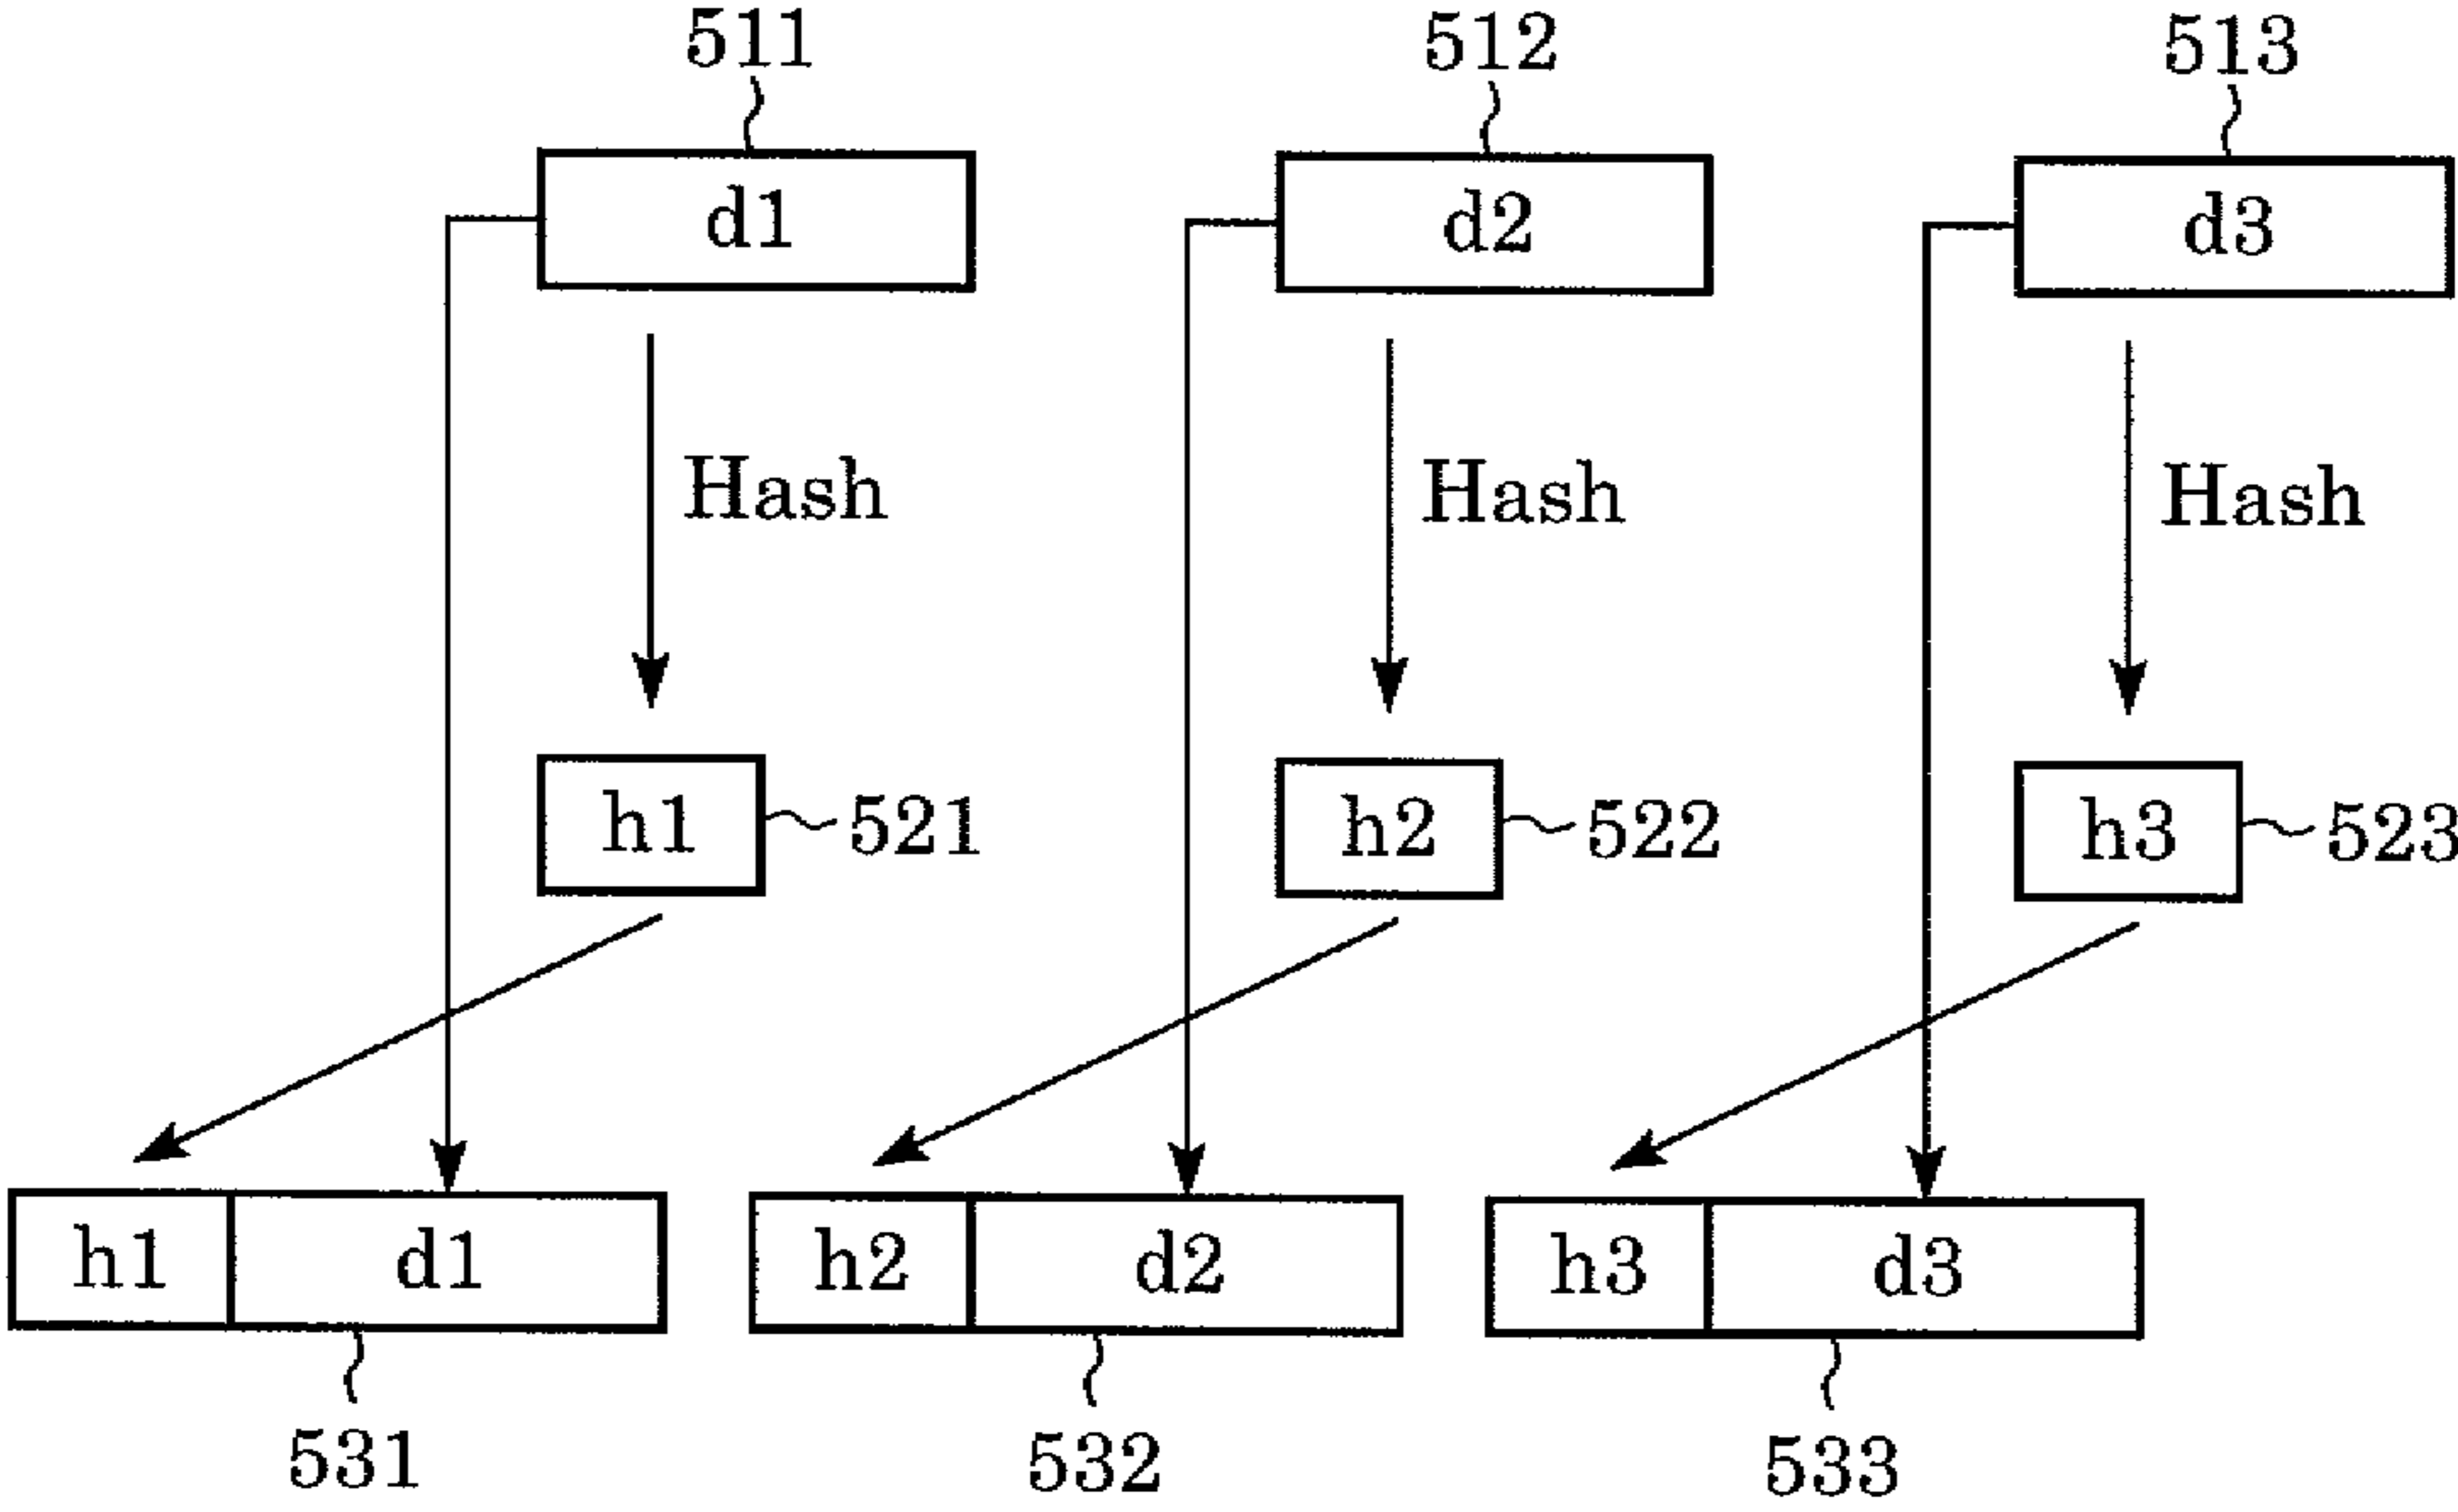 511 512 513
d1 d2 d3
Hash Hash Hash
h1 521 h2 522 h3 523
h1 d1 h2 d2 h3 d3
531 532 533